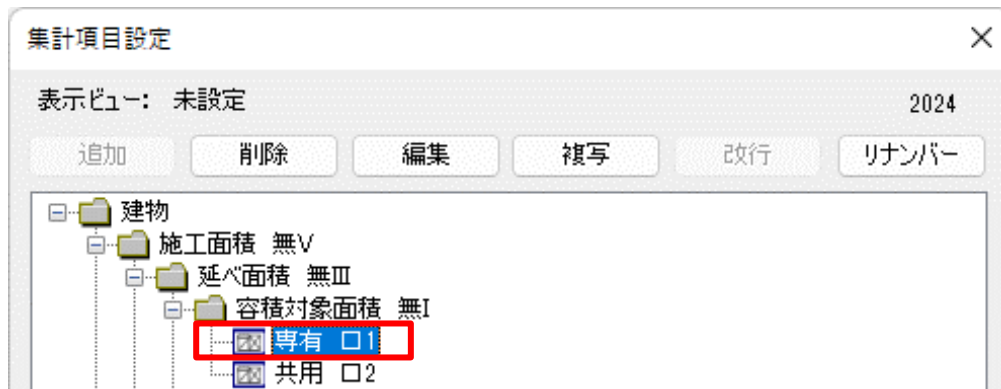 集計項目設定
表示ビュー： 未設定 2024
追加 削除 編集 複写 改行 リナンバー
建物
施工面積 無Ⅴ
延べ面積 無Ⅲ
容積対象面積 無Ⅰ
専有 □1
共用 □2